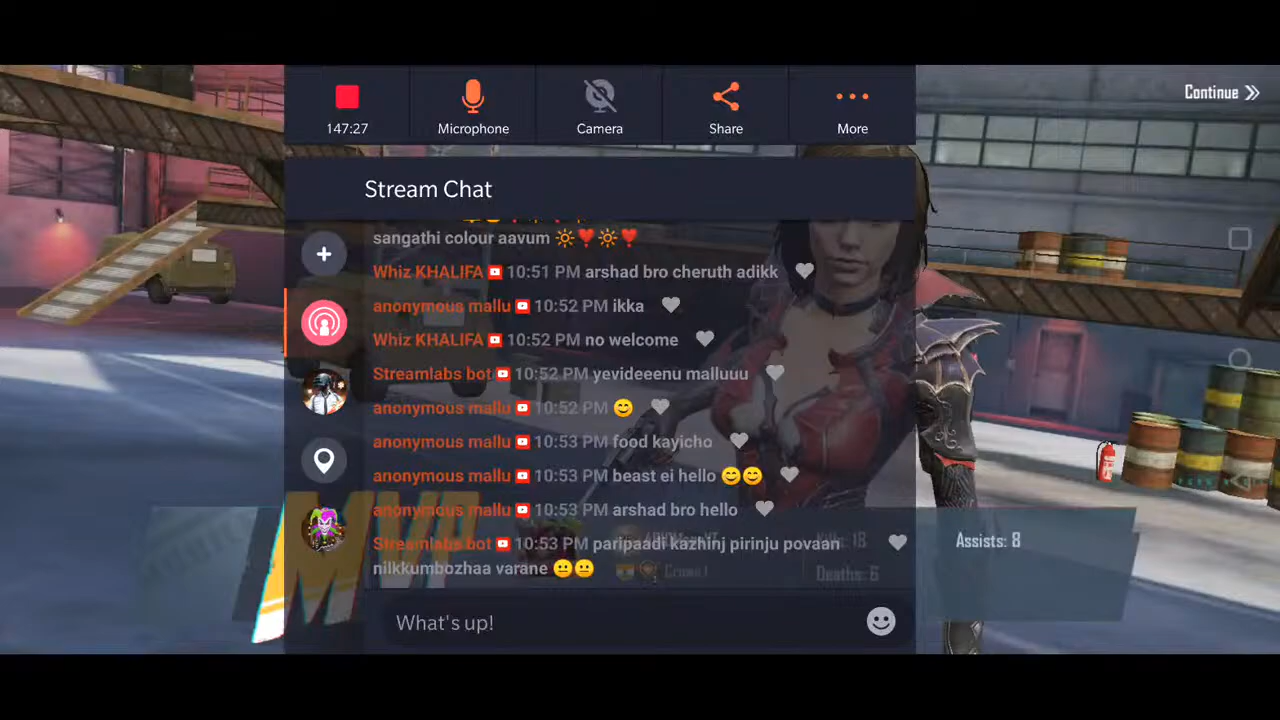 Continue
147:27
Microphone
Camera
Share
More
Stream Chat
sangathi colour aavum 🔆❣️🔆❣️
Whiz KHALIFA 10:51 PM arshad bro cheruth adikk
anonymous mallu 10:52 PM ikka
Whiz KHALIFA 10:52 PM no welcome
Streamlabs bot 10:52 PM yevideeenu malluuu
anonymous mallu 10:52 PM 😊
anonymous mallu 10:53 PM food kayicho
anonymous mallu 10:53 PM beast ei hello 😊😊
anonymous mallu 10:53 PM arshad bro hello
Streamlabs bot 10:53 PM paripaadi kazhinj pirinju povaan
nilkkumbozhaa varane 😐😐
MVP
Kills: 18
Assists: 8
Deaths: 6
What's up!